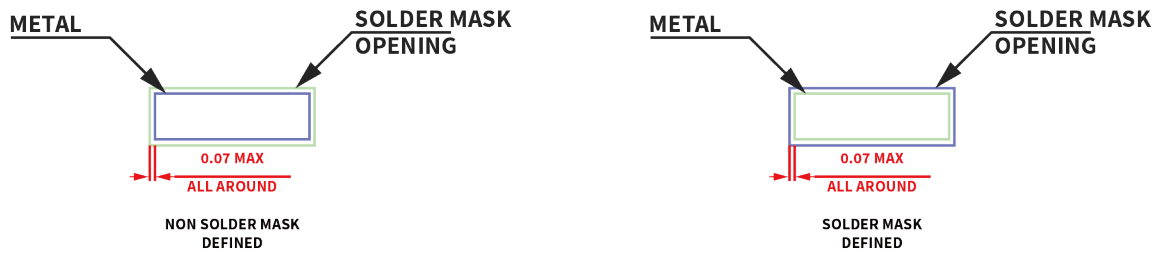 METAL
SOLDER MASK
OPENING
0.07 MAX
ALL AROUND
NON SOLDER MASK
DEFINED
METAL
SOLDER MASK
OPENING
0.07 MAX
ALL AROUND
SOLDER MASK
DEFINED